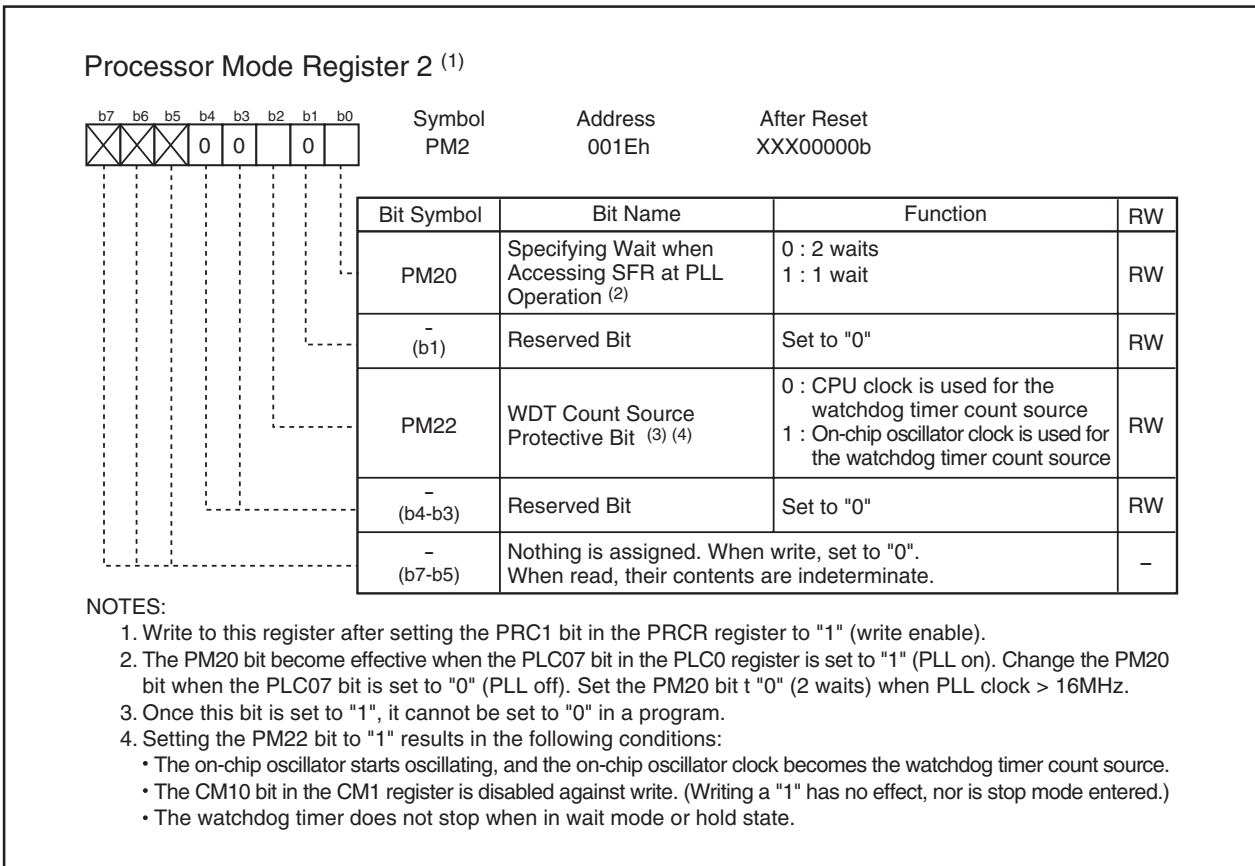 Processor Mode Register 2 (1)
b7 b6 b5 b4 b3 b2 b1 b0
0 0 0
Symbol Address After Reset
PM2 001Eh XXX00000b
Bit Symbol Bit Name Function RW
PM20 Specifying Wait when Accessing SFR at PLL Operation (2) 0 : 2 waits 1 : 1 wait RW
– (b1) Reserved Bit Set to "0" RW
PM22 WDT Count Source Protective Bit (3) (4) 0 : CPU clock is used for the watchdog timer count source 1 : On-chip oscillator clock is used for the watchdog timer count source RW
– (b4-b3) Reserved Bit Set to "0" RW
– (b7-b5) Nothing is assigned. When write, set to "0". When read, their contents are indeterminate. –
NOTES:
1. Write to this register after setting the PRC1 bit in the PRCR register to "1" (write enable).
2. The PM20 bit become effective when the PLC07 bit in the PLC0 register is set to "1" (PLL on). Change the PM20
bit when the PLC07 bit is set to "0" (PLL off). Set the PM20 bit t "0" (2 waits) when PLL clock > 16MHz.
3. Once this bit is set to "1", it cannot be set to "0" in a program.
4. Setting the PM22 bit to "1" results in the following conditions:
• The on-chip oscillator starts oscillating, and the on-chip oscillator clock becomes the watchdog timer count source.
• The CM10 bit in the CM1 register is disabled against write. (Writing a "1" has no effect, nor is stop mode entered.)
• The watchdog timer does not stop when in wait mode or hold state.